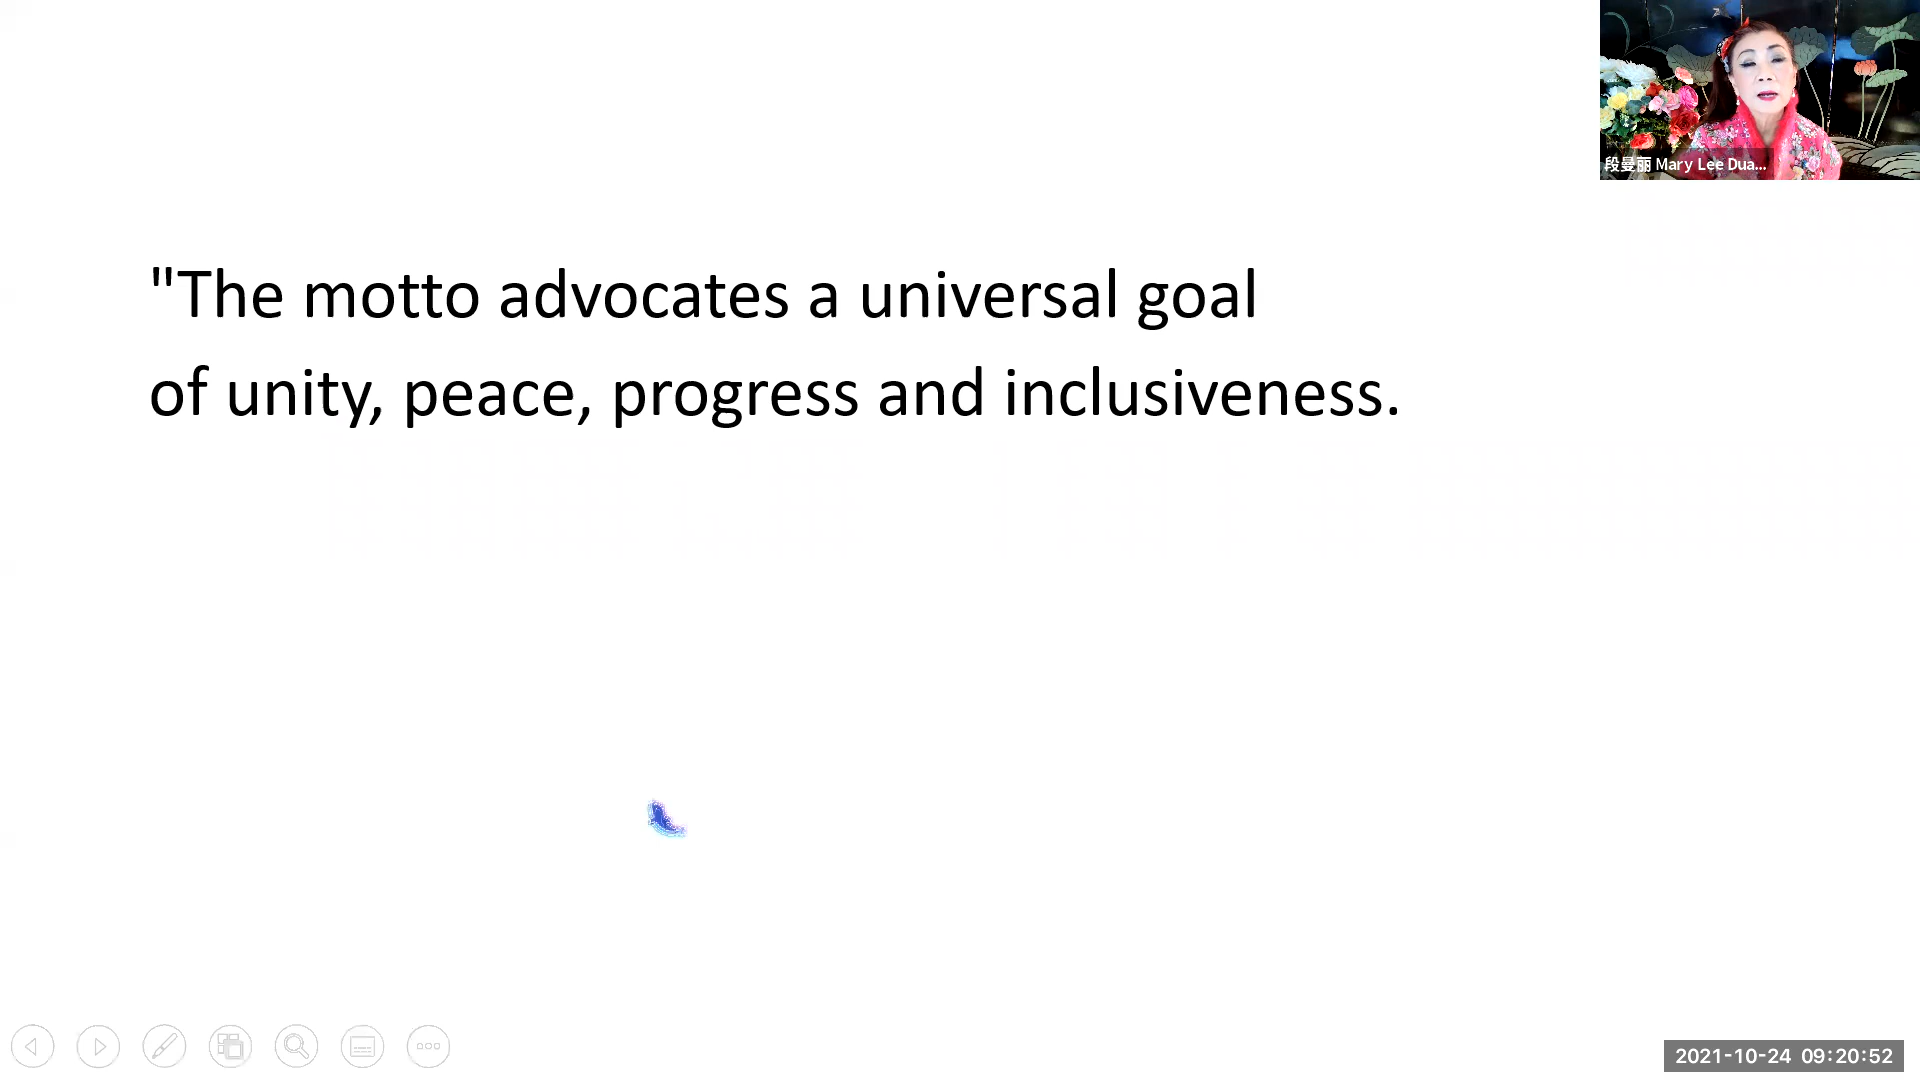 段曼丽 Mary Lee Dua...
"The motto advocates a universal goal
of unity, peace, progress and inclusiveness.
2021-10-24 09:20:52